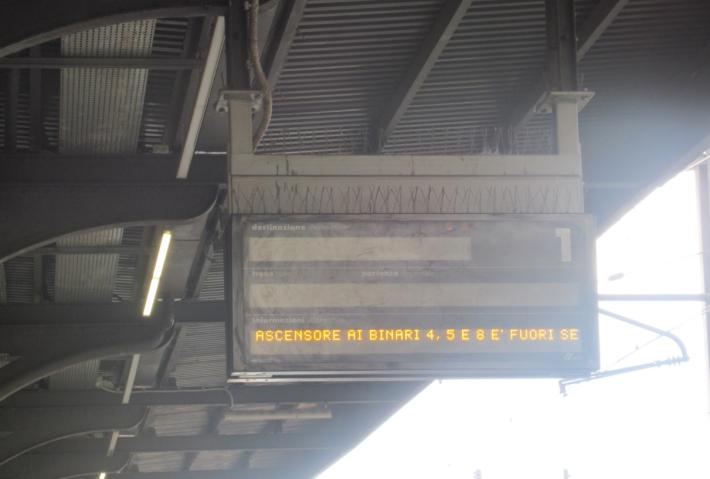 destinazione
1
treno partenza
informazioni
ASCENSORE AI BINARI 4, 5 E 8 E' FUORI SE